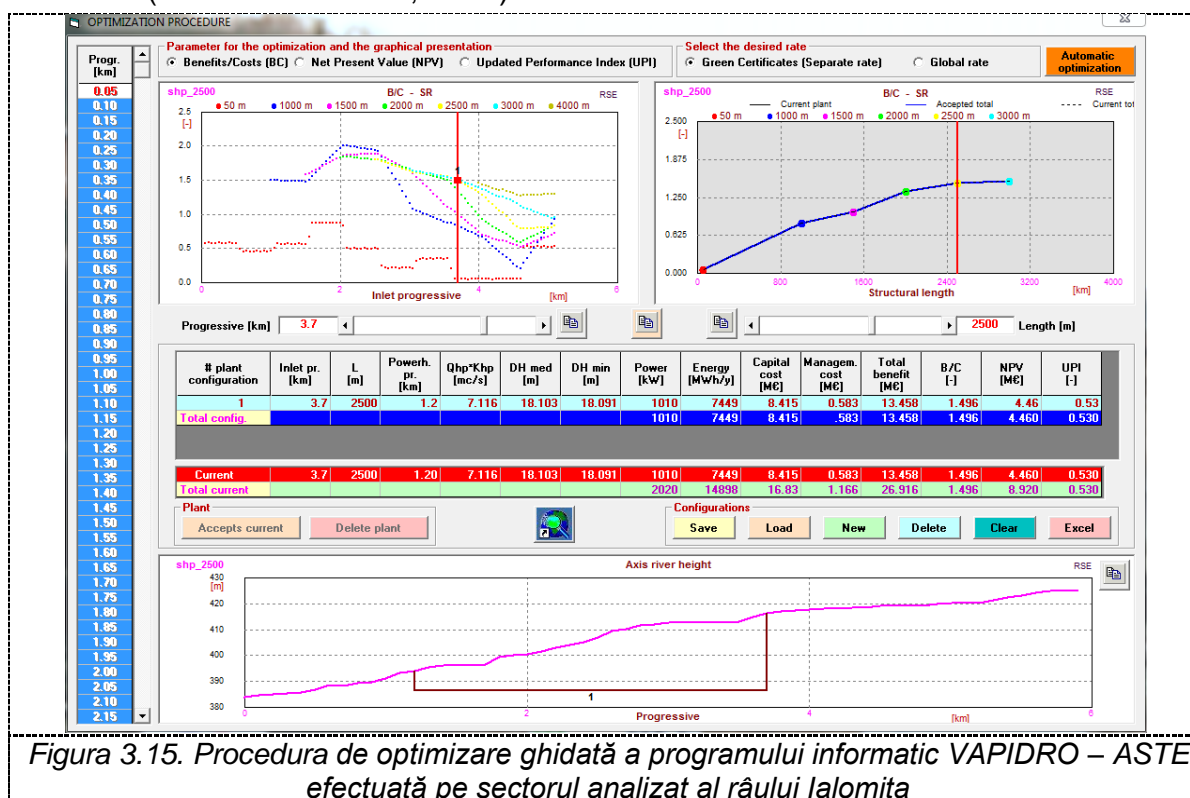 OPTIMIZATION PROCEDURE
Progr.
[km]
0.05
0.10
0.15
0.20
0.25
0.30
0.35
0.40
0.45
0.50
0.55
0.60
0.65
0.70
0.75
0.80
0.85
0.90
0.95
1.00
1.05
1.10
1.15
1.20
1.25
1.30
1.35
1.40
1.45
1.50
1.55
1.60
1.65
1.70
1.75
1.80
1.85
1.90
1.95
2.00
2.05
2.10
2.15
Parameter for the optimization and the graphical presentation
Benefits/Costs (BC) Net Present Value (NPV) Updated Performance Index (UPI)
Select the desired rate
Green Certificates (Separate rate) Global rate
Automatic
optimization
shp_2500 B/C - SR RSE
50 m 1000 m 1500 m 2000 m 2500 m 3000 m 4000 m
2.5
[-]
2.0
1.5
1.0
0.5
0.0
1
0 2 4 6
Inlet progressive [km]
shp_2500 B/C - SR RSE
Current plant Accepted total Current tot
50 m 1000 m 1500 m 2000 m 2500 m 3000 m
2.500
[-]
1.875
1.250
0.625
0.000
0 800 1600 2400 3200 4000
Structural length [km]
Progressive [km] 3.7
2500 Length [m]
# plant configuration Inlet pr. [km] L [m] Powerh. pr. [km] Qhp*Khp [mc/s] DH med [m] DH min [m] Power [kW] Energy [MWh/y] Capital cost [M€] Managem. cost [M€] Total benefit [M€] B/C [-] NPV [M€] UPI [-]
1 3.7 2500 1.2 7.116 18.103 18.091 1010 7449 8.415 0.583 13.458 1.496 4.46 0.53
Total config. 1010 7449 8.415 .583 13.458 1.496 4.460 0.530
Current 3.7 2500 1.20 7.116 18.103 18.091 1010 7449 8.415 0.583 13.458 1.496 4.460 0.530
Total current 2020 14898 16.83 1.166 26.916 1.496 8.920 0.530
Plant
Accepts current Delete plant
Configurations
Save Load New Delete Clear Excel
shp_2500 Axis river height RSE
430
[m]
420
410
400
390
380
1
0 2 4 6
Progressive [km]
Figura 3.15. Procedura de optimizare ghidată a programului informatic VAPIDRO – ASTE
efectuată pe sectorul analizat al râului Ialomița